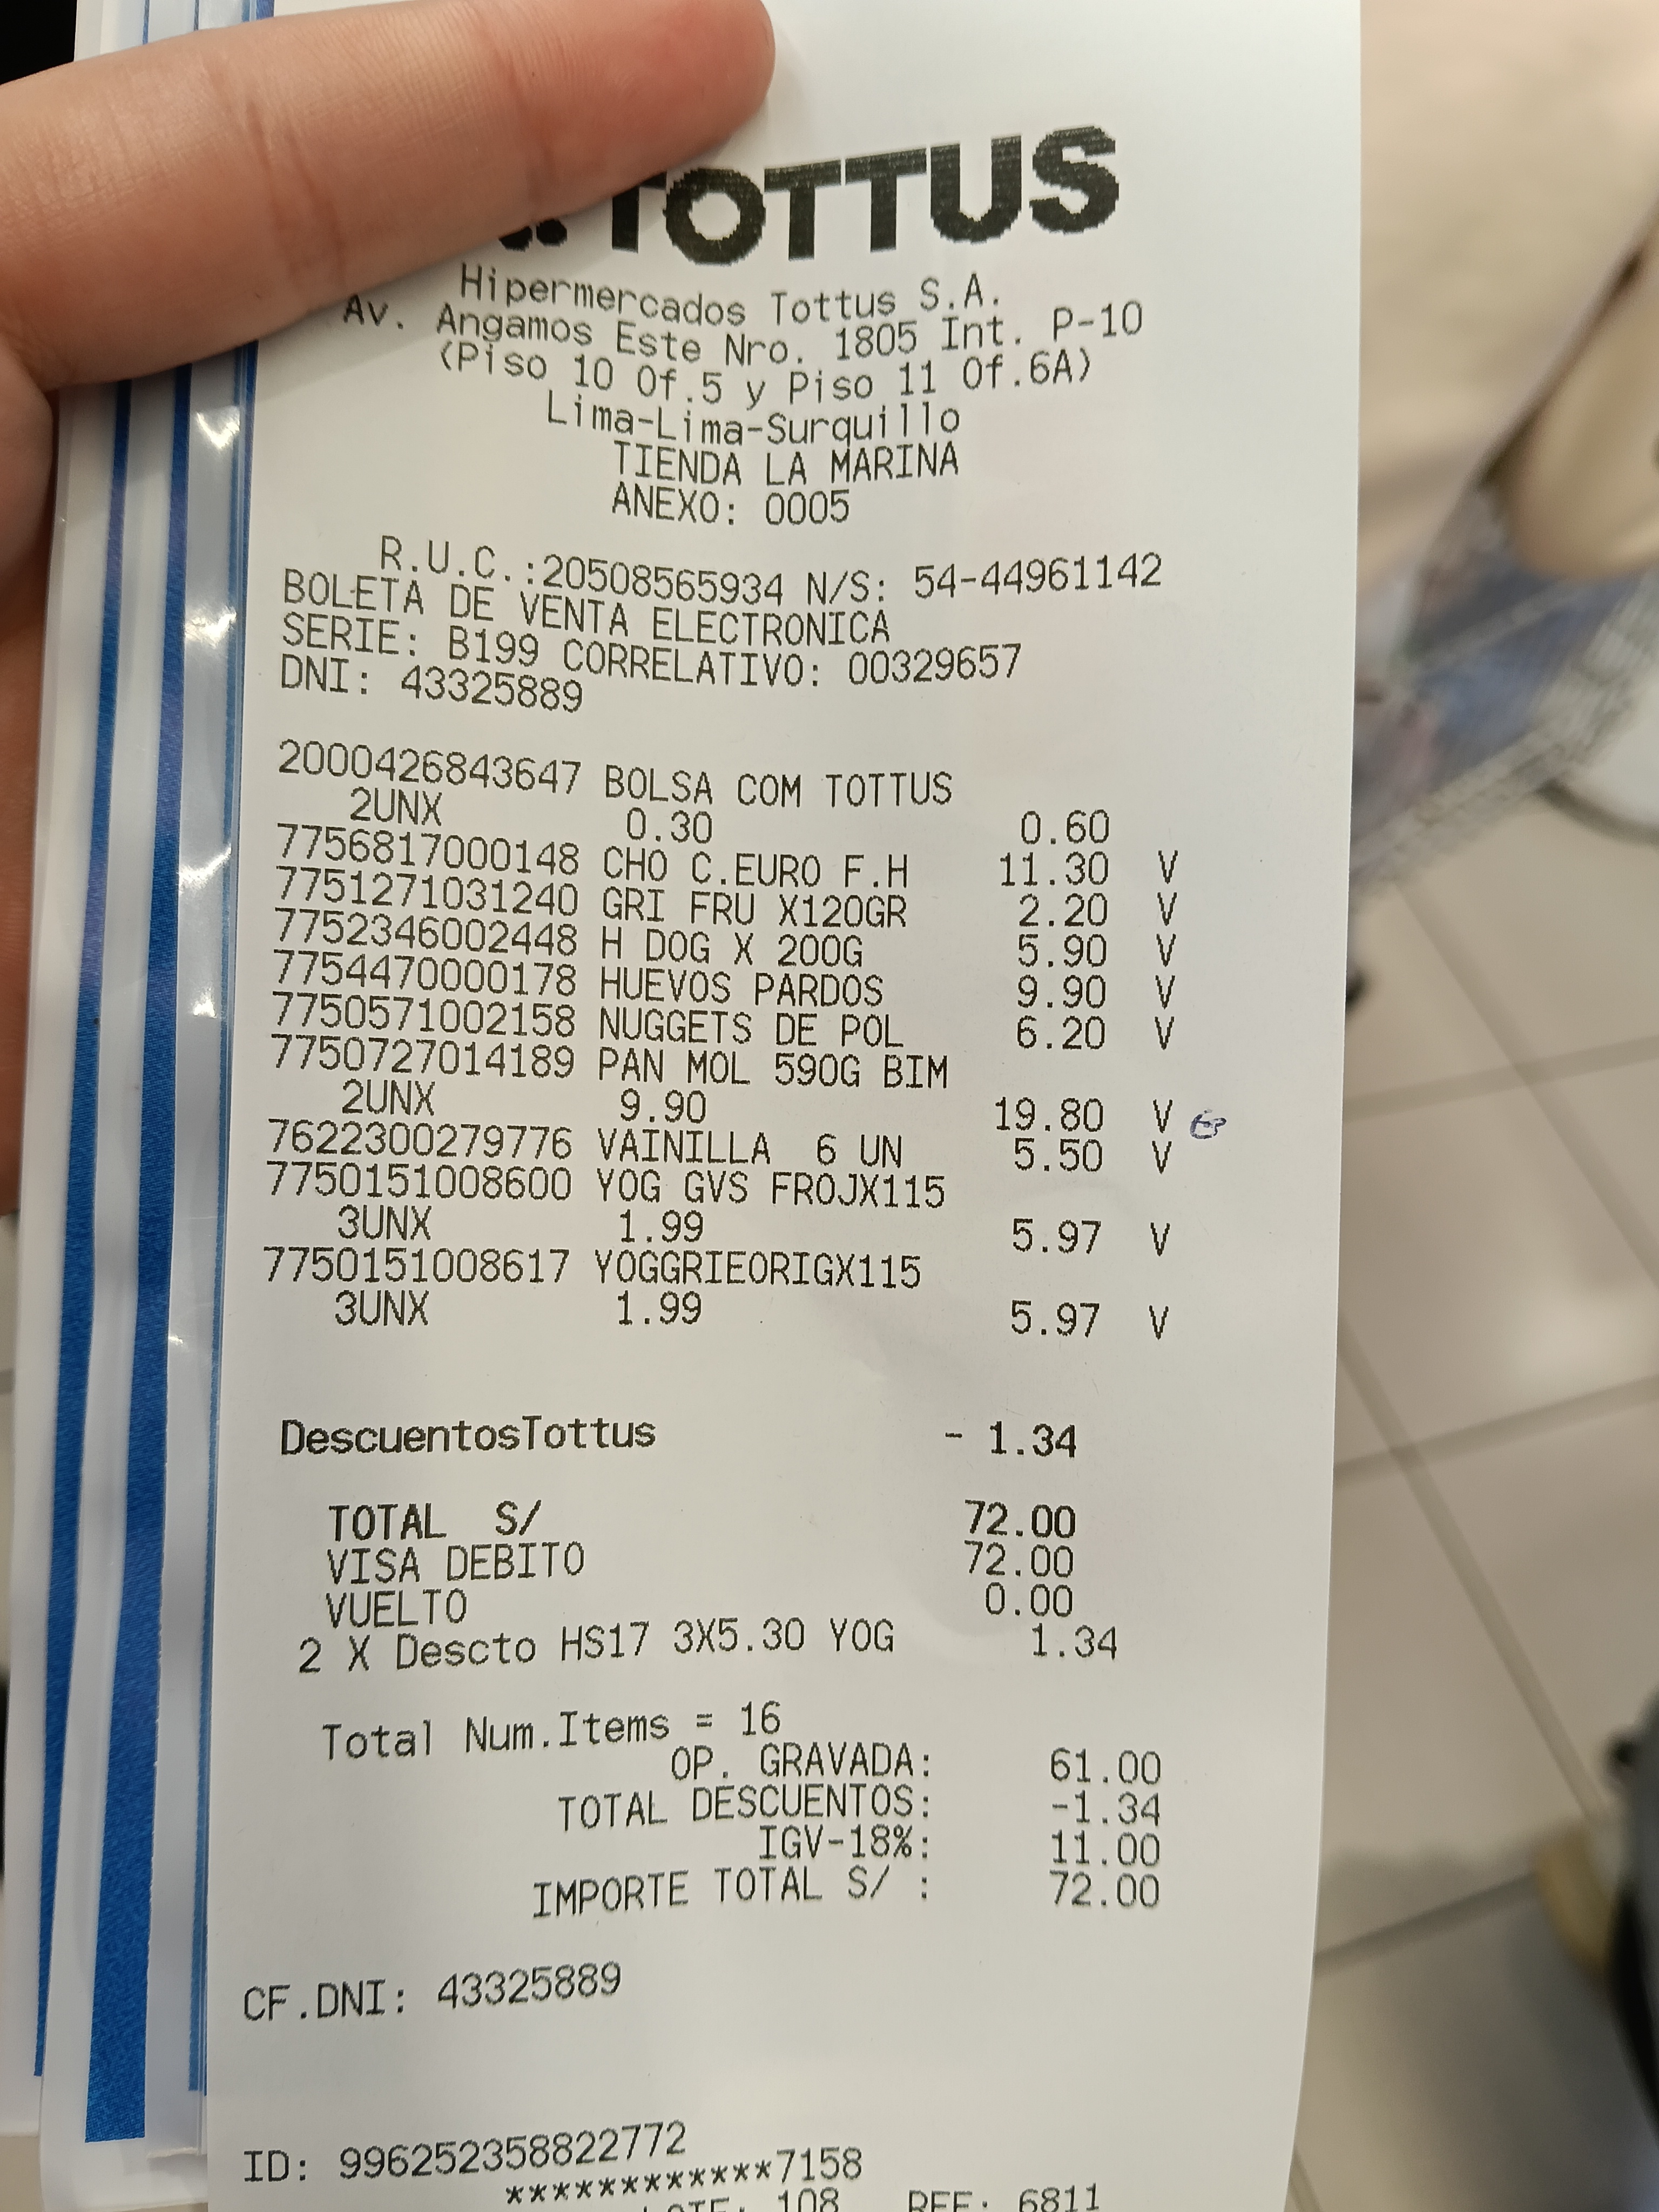 TOTTUS
Hipermercados Tottus S.A.
Av. Angamos Este Nro. 1805 Int. P-10
(Piso 10 Of.5 y Piso 11 Of.6A)
Lima-Lima-Surquillo
TIENDA LA MARINA
ANEXO: 0005
R.U.C.:20508565934 N/S: 54-44961142
BOLETA DE VENTA ELECTRONICA
SERIE: B199 CORRELATIVO: 00329657
DNI: 43325889
2000426843647 BOLSA COM TOTTUS
2UNX 0.30 0.60
7756817000148 CHO C.EURO F.H 11.30 V
7751271031240 GRI FRU X120GR 2.20 V
7752346002448 H DOG X 200G 5.90 V
7754470000178 HUEVOS PARDOS 9.90 V
7750571002158 NUGGETS DE POL 6.20 V
7750727014189 PAN MOL 590G BIM
2UNX 9.90 19.80 V
7622300279776 VAINILLA 6 UN 5.50 V
7750151008600 YOG GVS FROJX115
3UNX 1.99 5.97 V
7750151008617 YOGGRIEORIGX115
3UNX 1.99 5.97 V
DescuentosTottus - 1.34
TOTAL S/ 72.00
VISA DEBITO 72.00
VUELTO 0.00
2 X Descto HS17 3X5.30 YOG 1.34
Total Num.Items = 16
OP. GRAVADA: 61.00
TOTAL DESCUENTOS: -1.34
IGV-18%: 11.00
IMPORTE TOTAL S/ : 72.00
CF.DNI: 43325889
ID: 996252358822772
************7158
LOTE: 108 REF: 6811